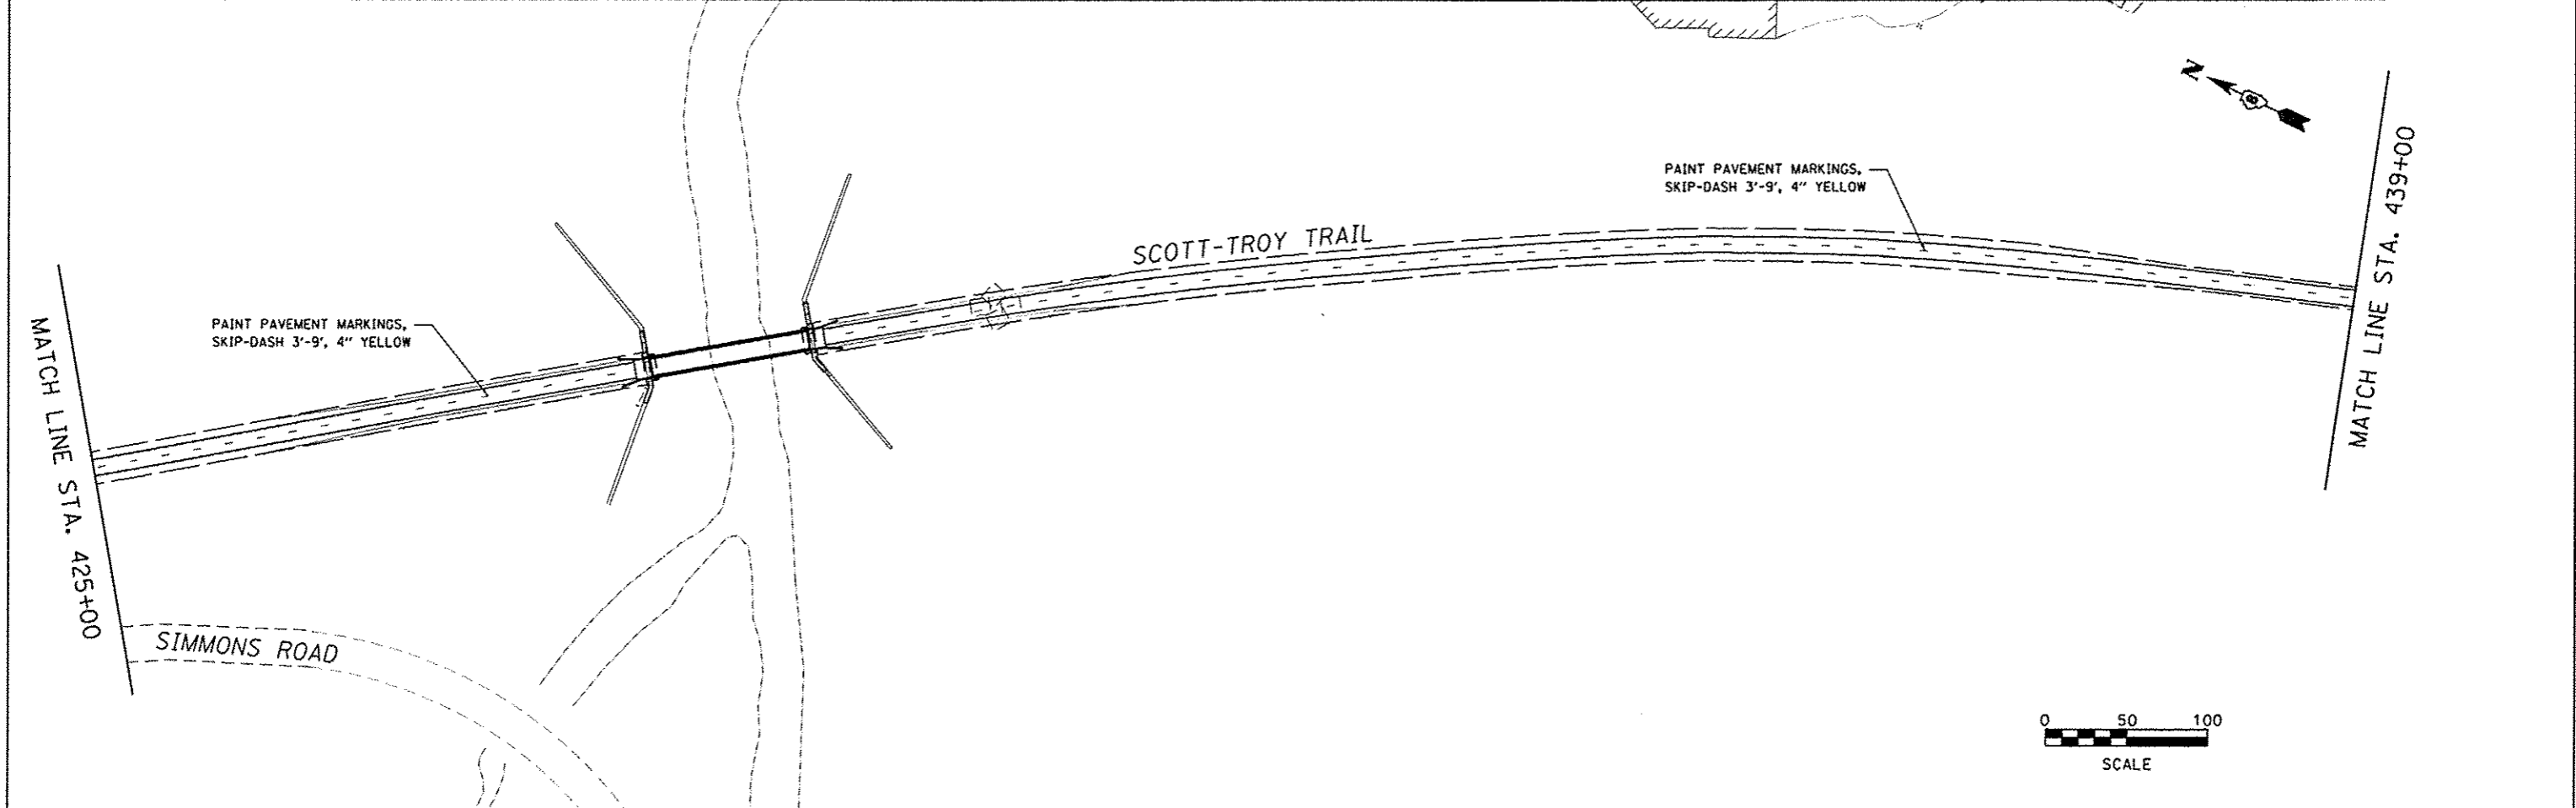 N
PAINT PAVEMENT MARKINGS,
SKIP-DASH 3'-9', 4" YELLOW
SCOTT-TROY TRAIL
MATCH LINE STA. 439+00
PAINT PAVEMENT MARKINGS,
SKIP-DASH 3'-9', 4" YELLOW
MATCH LINE STA. 425+00
SIMMONS ROAD
0 50 100
SCALE